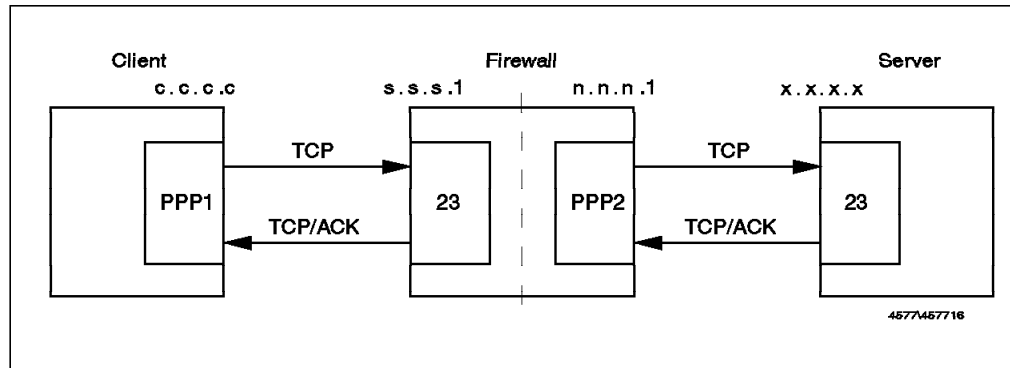 Client Firewall Server
c . c . c . c s . s . s .1 n . n . n .1 x . x . x . x
TCP TCP
PPP1 23 PPP2 23
TCP/ACK TCP/ACK
4577\457716